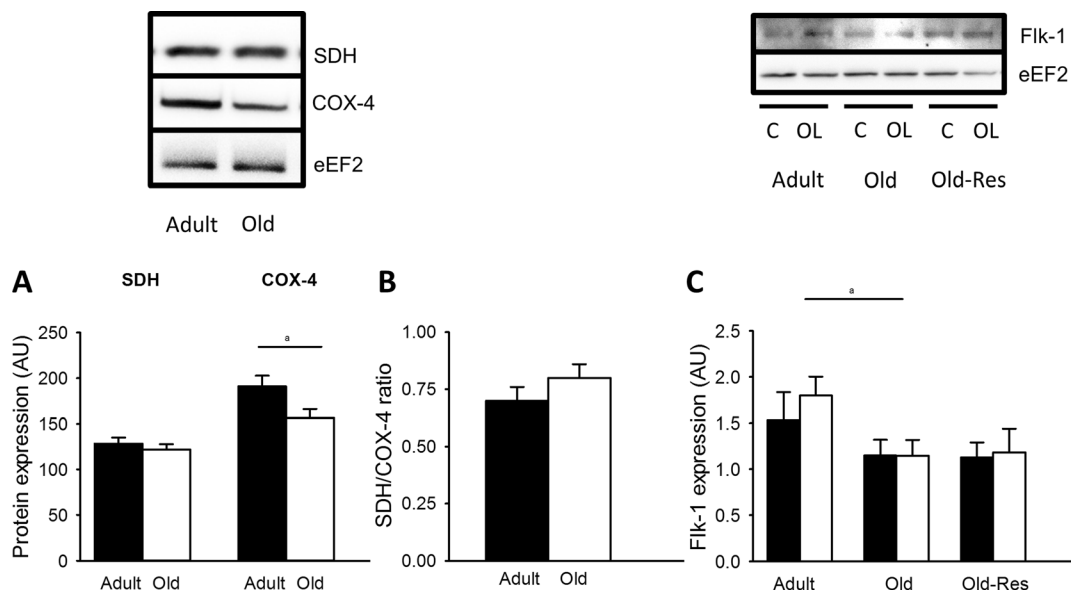 SDH
COX-4
eEF2
Adult Old
Flk-1
eEF2
C OL C OL C OL
Adult Old Old-Res
A SDH COX-4
Protein expression (AU)
250
200
150
100
50
0
a
Adult Old Adult Old
B
SDH/COX-4 ratio
1.00
0.75
0.50
0.25
0.00
Adult Old
C
Flk-1 expression (AU)
2.5
2.0
1.5
1.0
0.5
0.0
a
Adult Old Old-Res